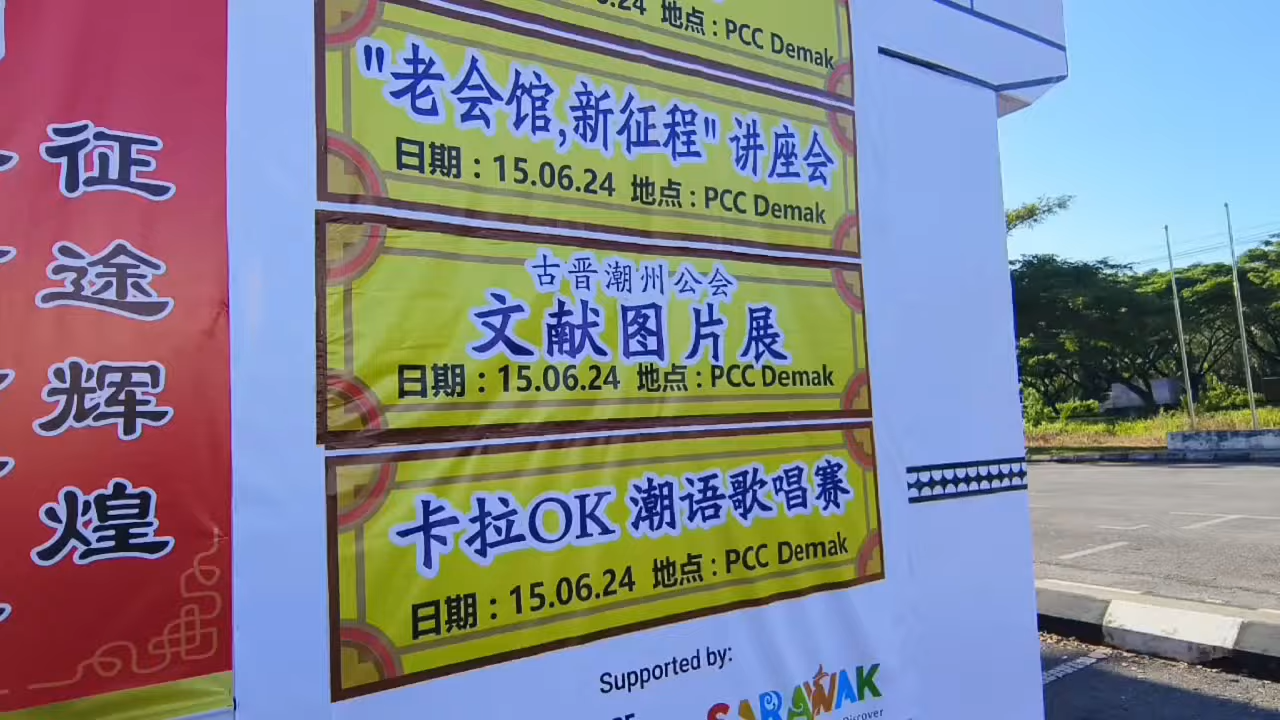 征途辉煌
.24 地点 : PCC Demak
"老会馆,新征程" 讲座会
日期 : 15.06.24 地点 : PCC Demak
古晋潮州公会
文献图片展
日期 : 15.06.24 地点 : PCC Demak
卡拉OK 潮语歌唱赛
日期 : 15.06.24 地点 : PCC Demak
Supported by:
SARAWAK
Discover